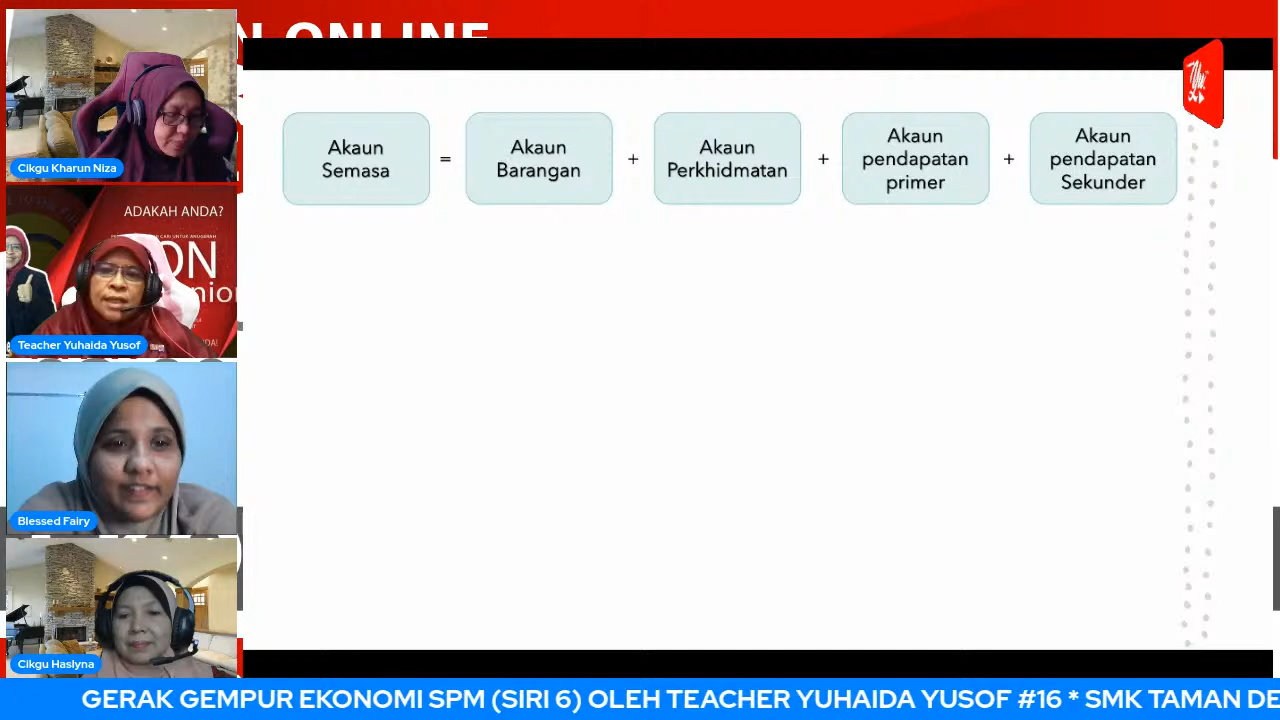 N ONLINE
Cikgu Kharun Niza
ADAKAH ANDA?
ON
Teacher Yuhaida Yusof
Blessed Fairy
Cikgu Haslyna
Akaun
Semasa
=
Akaun
Barangan
+
Akaun
Perkhidmatan
+
Akaun
pendapatan
primer
+
Akaun
pendapatan
Sekunder
GERAK GEMPUR EKONOMI SPM (SIRI 6) OLEH TEACHER YUHAIDA YUSOF #16 * SMK TAMAN DE